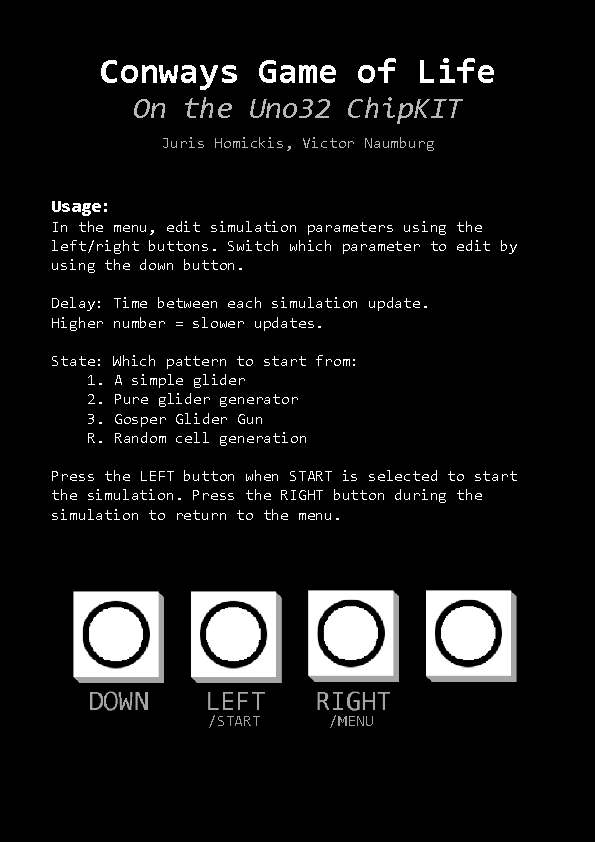 Conways Game of Life
On the Uno32 ChipKIT
Juris Homickis, Victor Naumburg
Usage:
In the menu, edit simulation parameters using the
left/right buttons. Switch which parameter to edit by
using the down button.
Delay: Time between each simulation update.
Higher number = slower updates.
State: Which pattern to start from:
1. A simple glider
2. Pure glider generator
3. Gosper Glider Gun
R. Random cell generation
Press the LEFT button when START is selected to start
the simulation. Press the RIGHT button during the
simulation to return to the menu.
DOWN LEFT RIGHT
/START /MENU